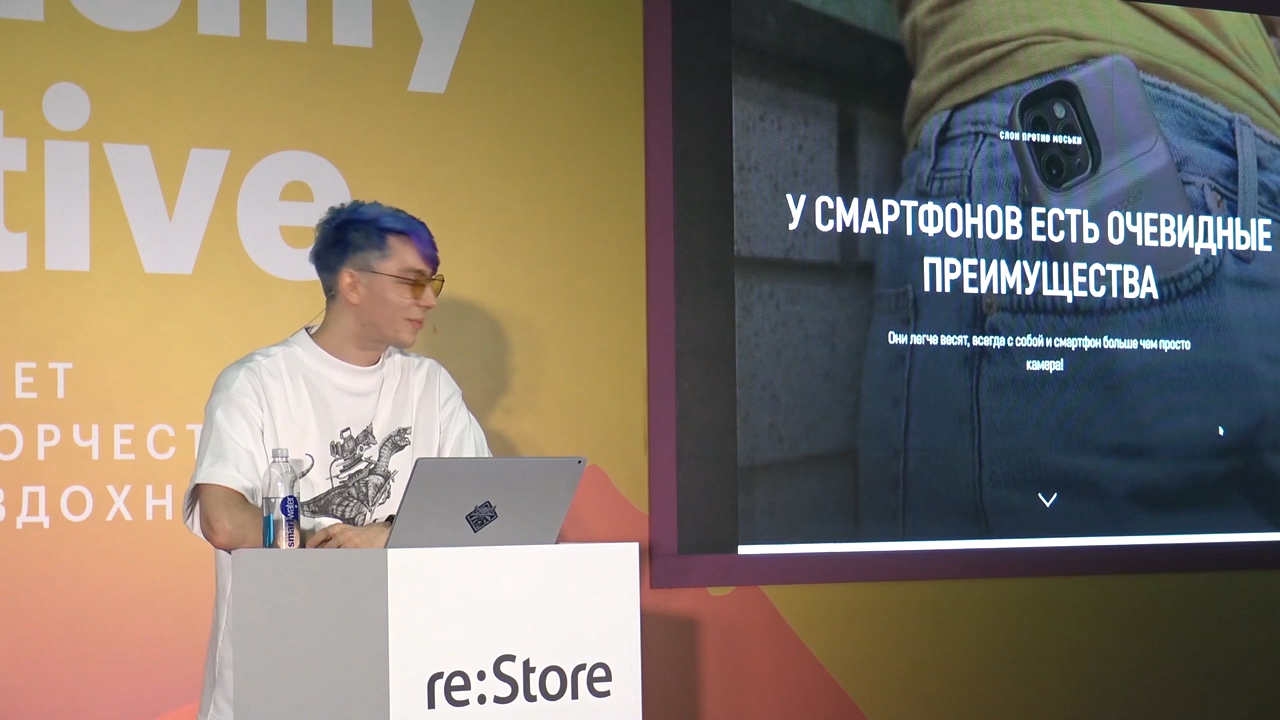 tive
ЕТ
ОРЧЕСТ
ВДОХН
smartwater
re:Store
СЛОН ПРОТИВ МОСЬКИ
У СМАРТФОНОВ ЕСТЬ ОЧЕВИДНЫЕ
ПРЕИМУЩЕСТВА
Они легче весят, всегда с собой и смартфон больше чем просто
камера!